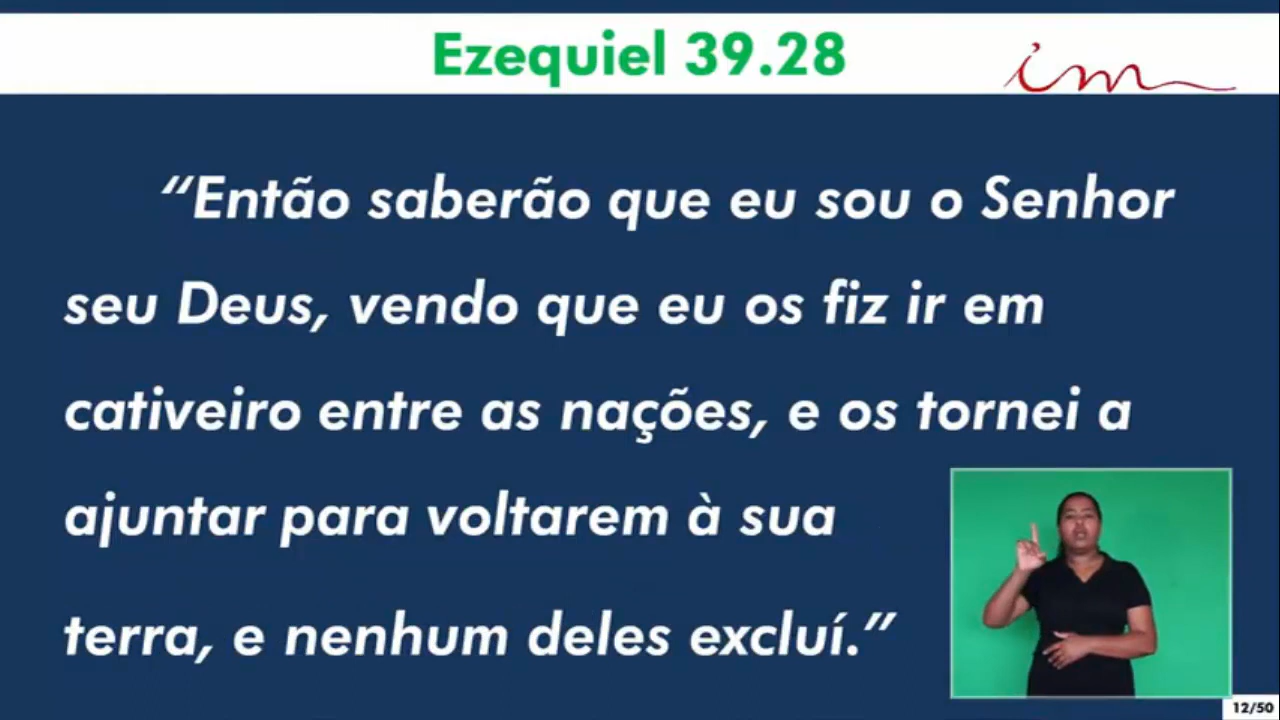 Ezequiel 39.28
im
“Então saberão que eu sou o Senhor
seu Deus, vendo que eu os fiz ir em
cativeiro entre as nações, e os tornei a
ajuntar para voltarem à sua
terra, e nenhum deles excluí.”
12/50